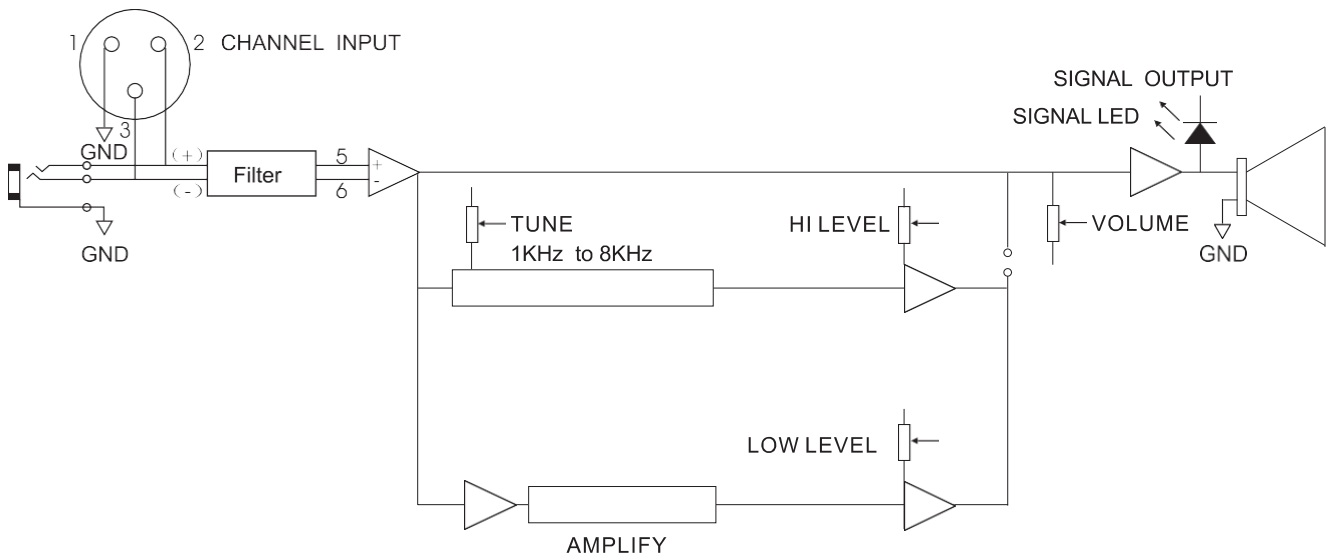 1
2 CHANNEL INPUT
3
GND
(+)
(-)
Filter
5
6
+
-
GND
TUNE
1KHz to 8KHz
HI LEVEL
LOW LEVEL
AMPLIFY
SIGNAL OUTPUT
SIGNAL LED
VOLUME
GND